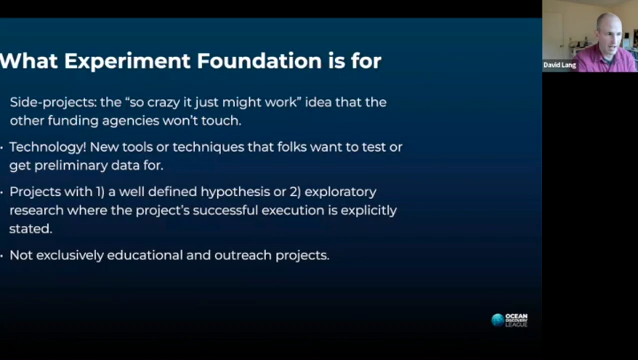 What Experiment Foundation is for
Side-projects: the “so crazy it just might work” idea that the
other funding agencies won’t touch.
• Technology! New tools or techniques that folks want to test or
get preliminary data for.
• Projects with 1) a well defined hypothesis or 2) exploratory
research where the project’s successful execution is explicitly
stated.
• Not exclusively educational and outreach projects.
David Lang
OCEAN
DISCOVERY
LEAGUE